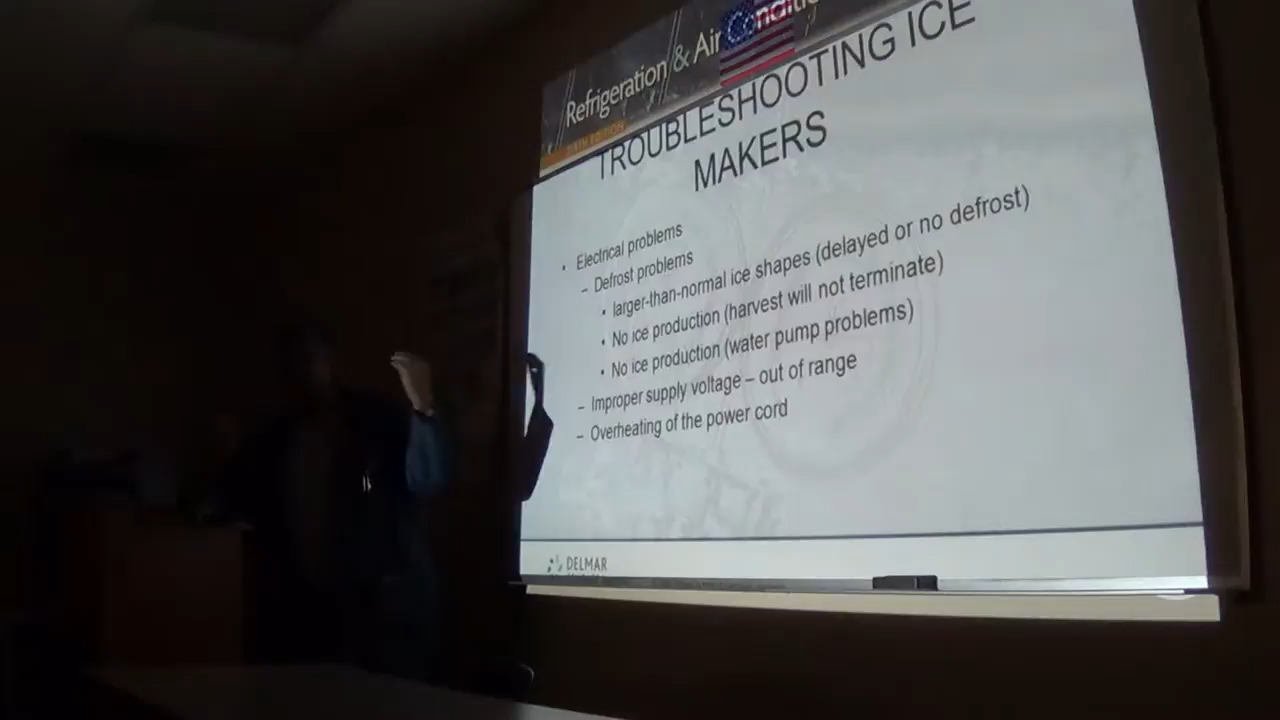 Refrigeration & Air Conditio
TROUBLESHOOTING ICE
MAKERS
• Electrical problems
– Defrost problems
• larger-than-normal ice shapes (delayed or no defrost)
• No ice production (harvest will not terminate)
• No ice production (water pump problems)
– Improper supply voltage – out of range
– Overheating of the power cord
DELMAR